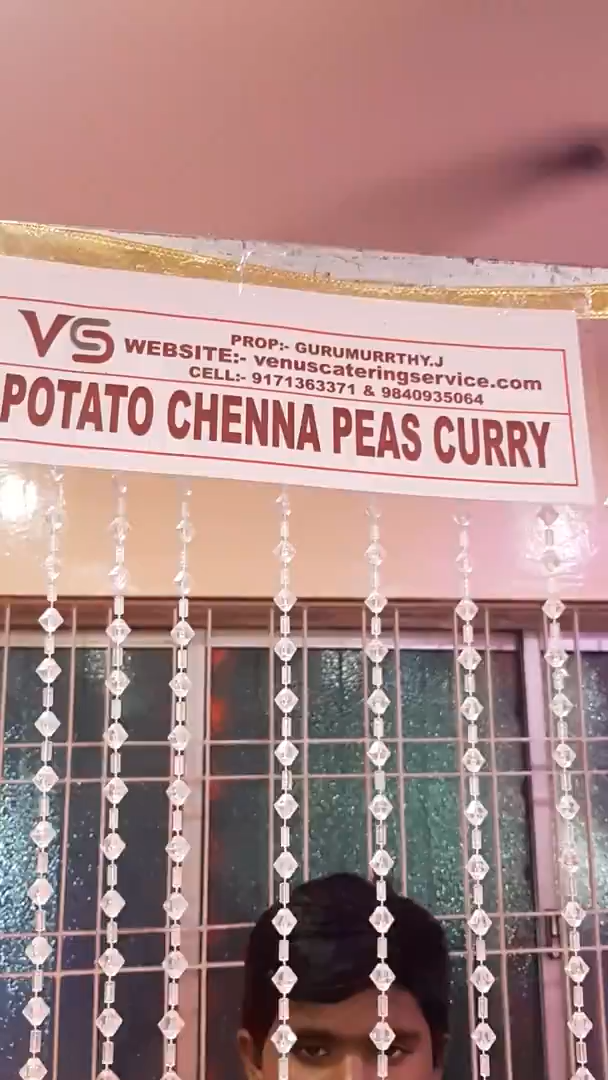 VS
PROP:- GURUMURRTHY.J
WEBSITE:- venuscateringservice.com
CELL:- 9171363371 & 9840935064
POTATO CHENNA PEAS CURRY